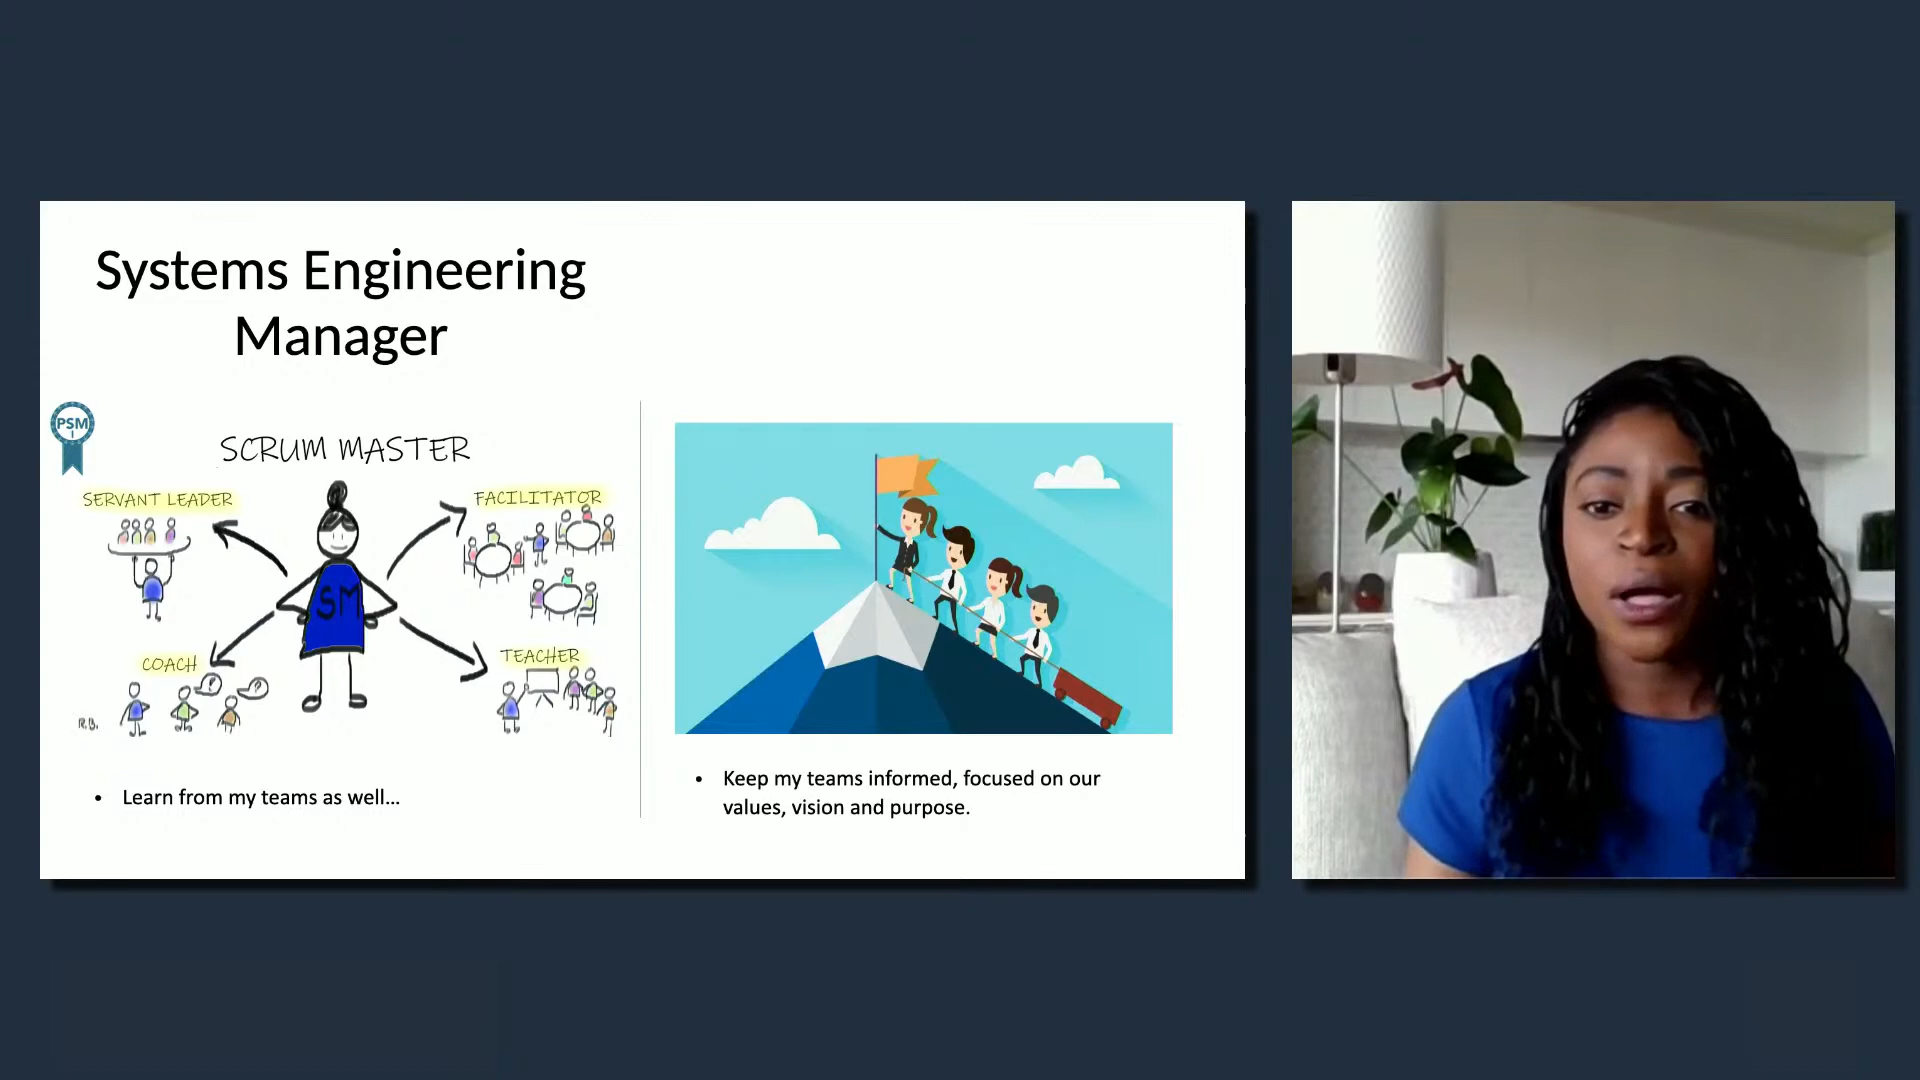 Systems Engineering
Manager
PSM
I
SCRUM MASTER
SERVANT LEADER
FACILITATOR
SM
COACH
TEACHER
? ?
R.B.
• Learn from my teams as well...
• Keep my teams informed, focused on our
values, vision and purpose.